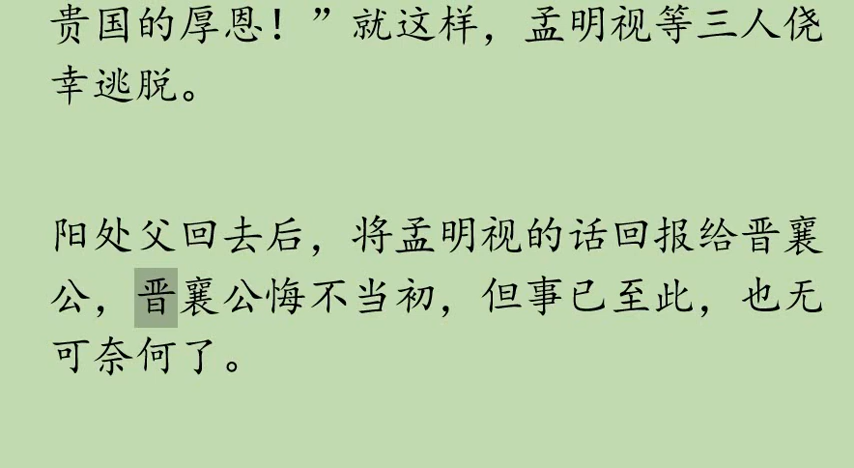 贵国的厚恩！”就这样，孟明视等三人侥
幸逃脱。
阳处父回去后，将孟明视的话回报给晋襄
公，晋襄公悔不当初，但事已至此，也无
可奈何了。